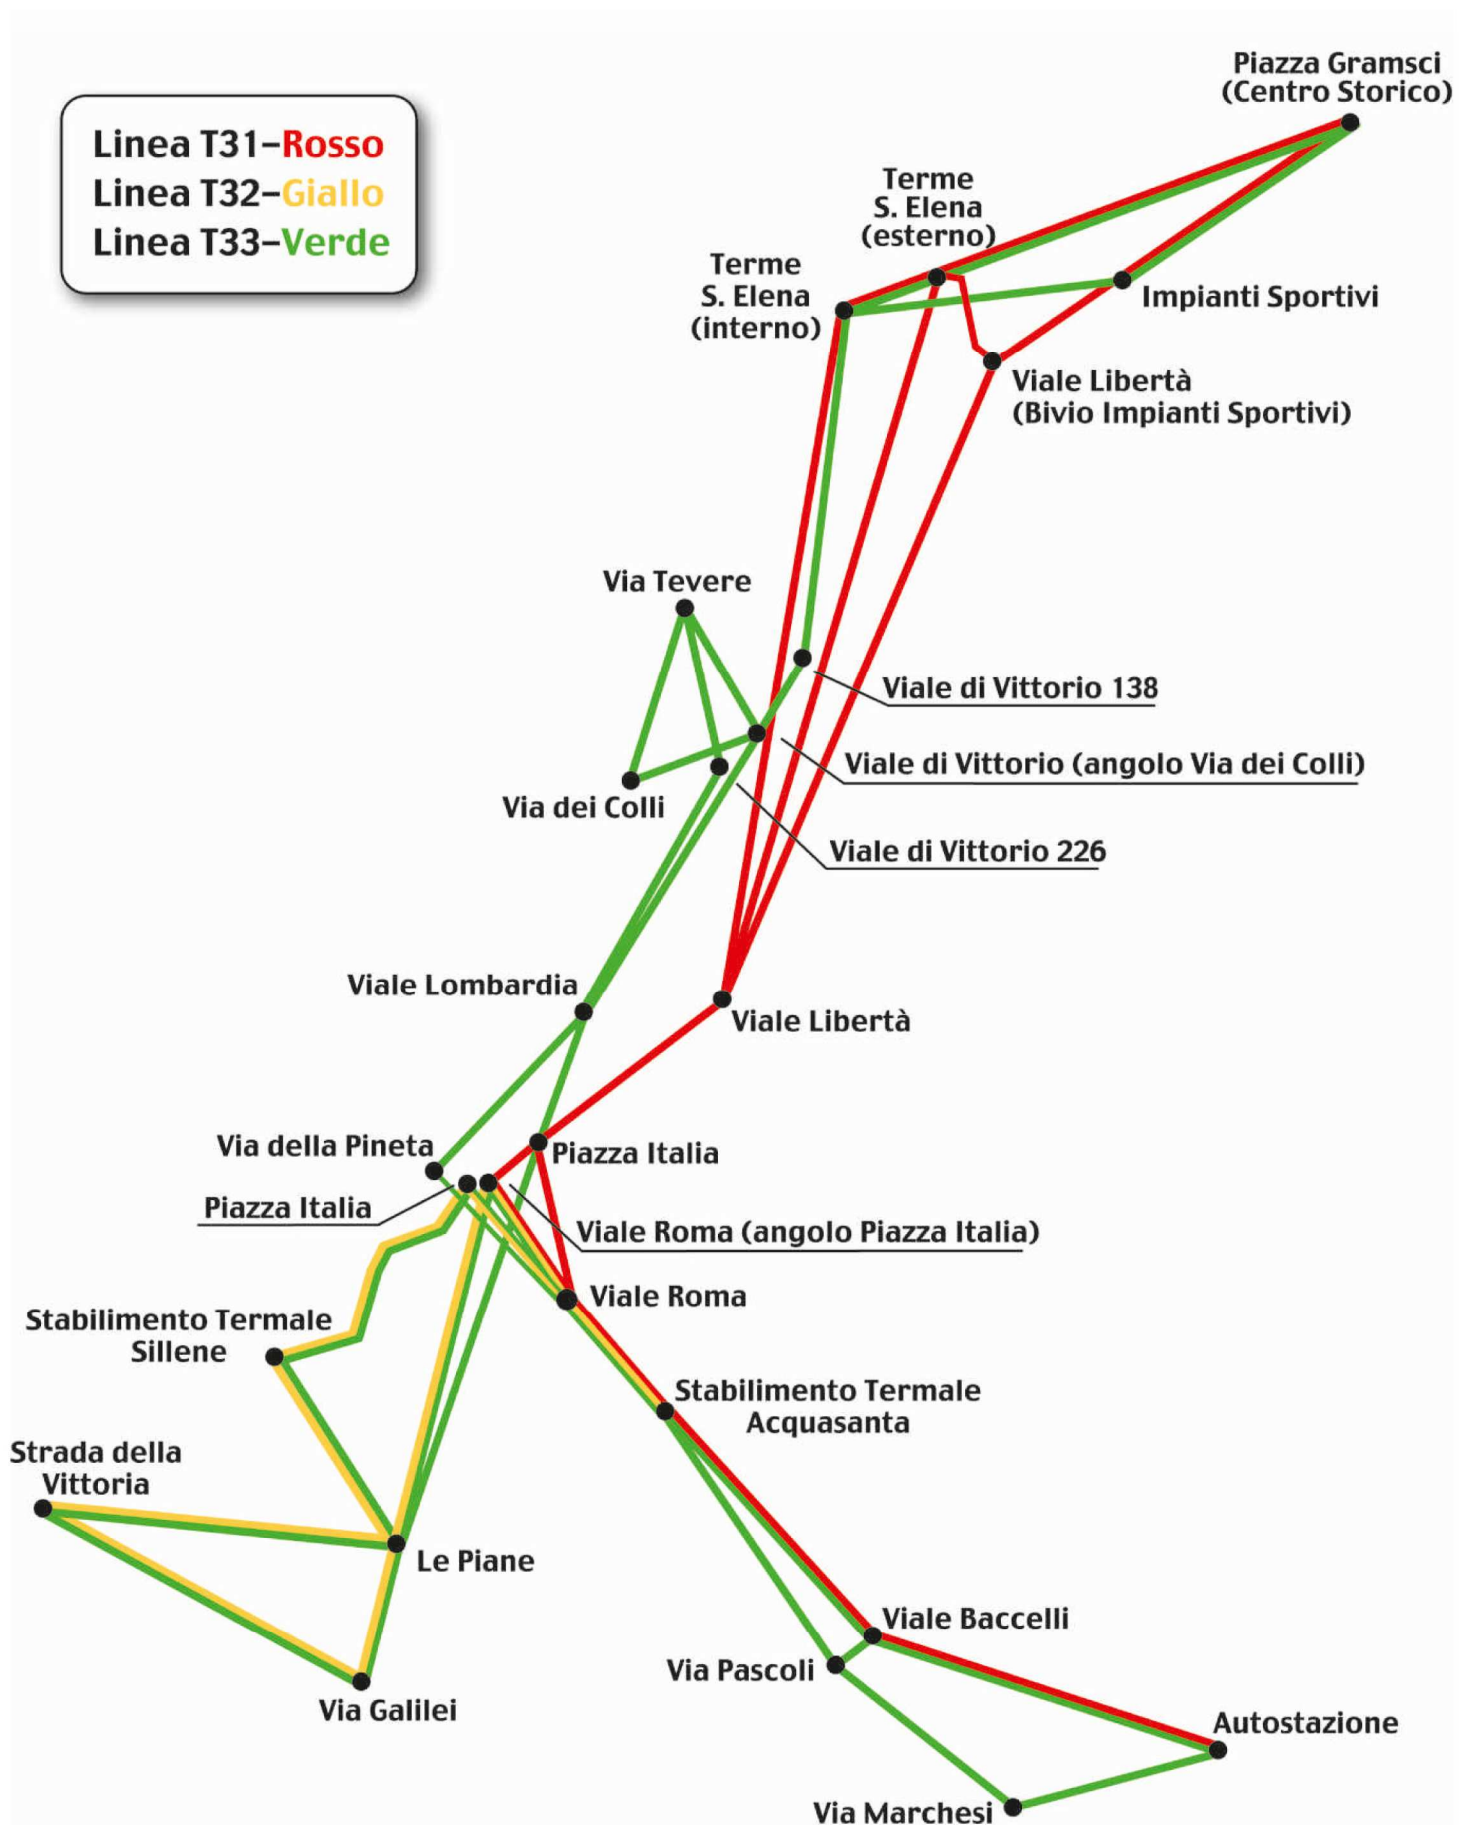 Piazza Gramsci
(Centro Storico)
Linea T31–Rosso
Linea T32–Giallo
Linea T33–Verde
Terme
S. Elena
(esterno)
Terme
S. Elena
(interno)
Impianti Sportivi
Viale Libertà
(Bivio Impianti Sportivi)
Via Tevere
Viale di Vittorio 138
Viale di Vittorio (angolo Via dei Colli)
Via dei Colli
Viale di Vittorio 226
Viale Lombardia
Viale Libertà
Via della Pineta
Piazza Italia
Piazza Italia
Viale Roma (angolo Piazza Italia)
Viale Roma
Stabilimento Termale
Sillene
Stabilimento Termale
Acquasanta
Strada della
Vittoria
Le Piane
Viale Baccelli
Via Pascoli
Via Galilei
Autostazione
Via Marchesi